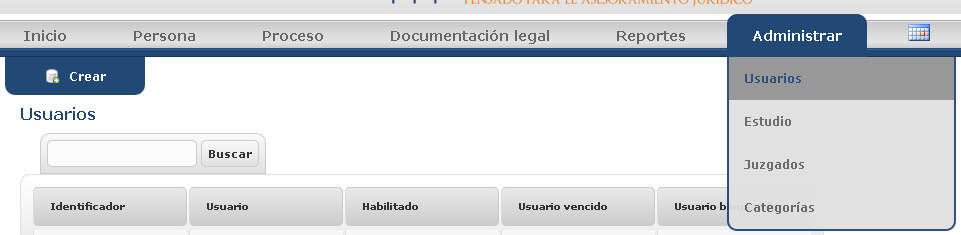 PENSADO PARA EL ASESORAMIENTO JURÍDICO
Inicio Persona Proceso Documentación legal Reportes Administrar
Crear
Usuarios
Estudio
Juzgados
Categorías
Usuarios
Buscar
Identificador Usuario Habilitado Usuario vencido Usuario